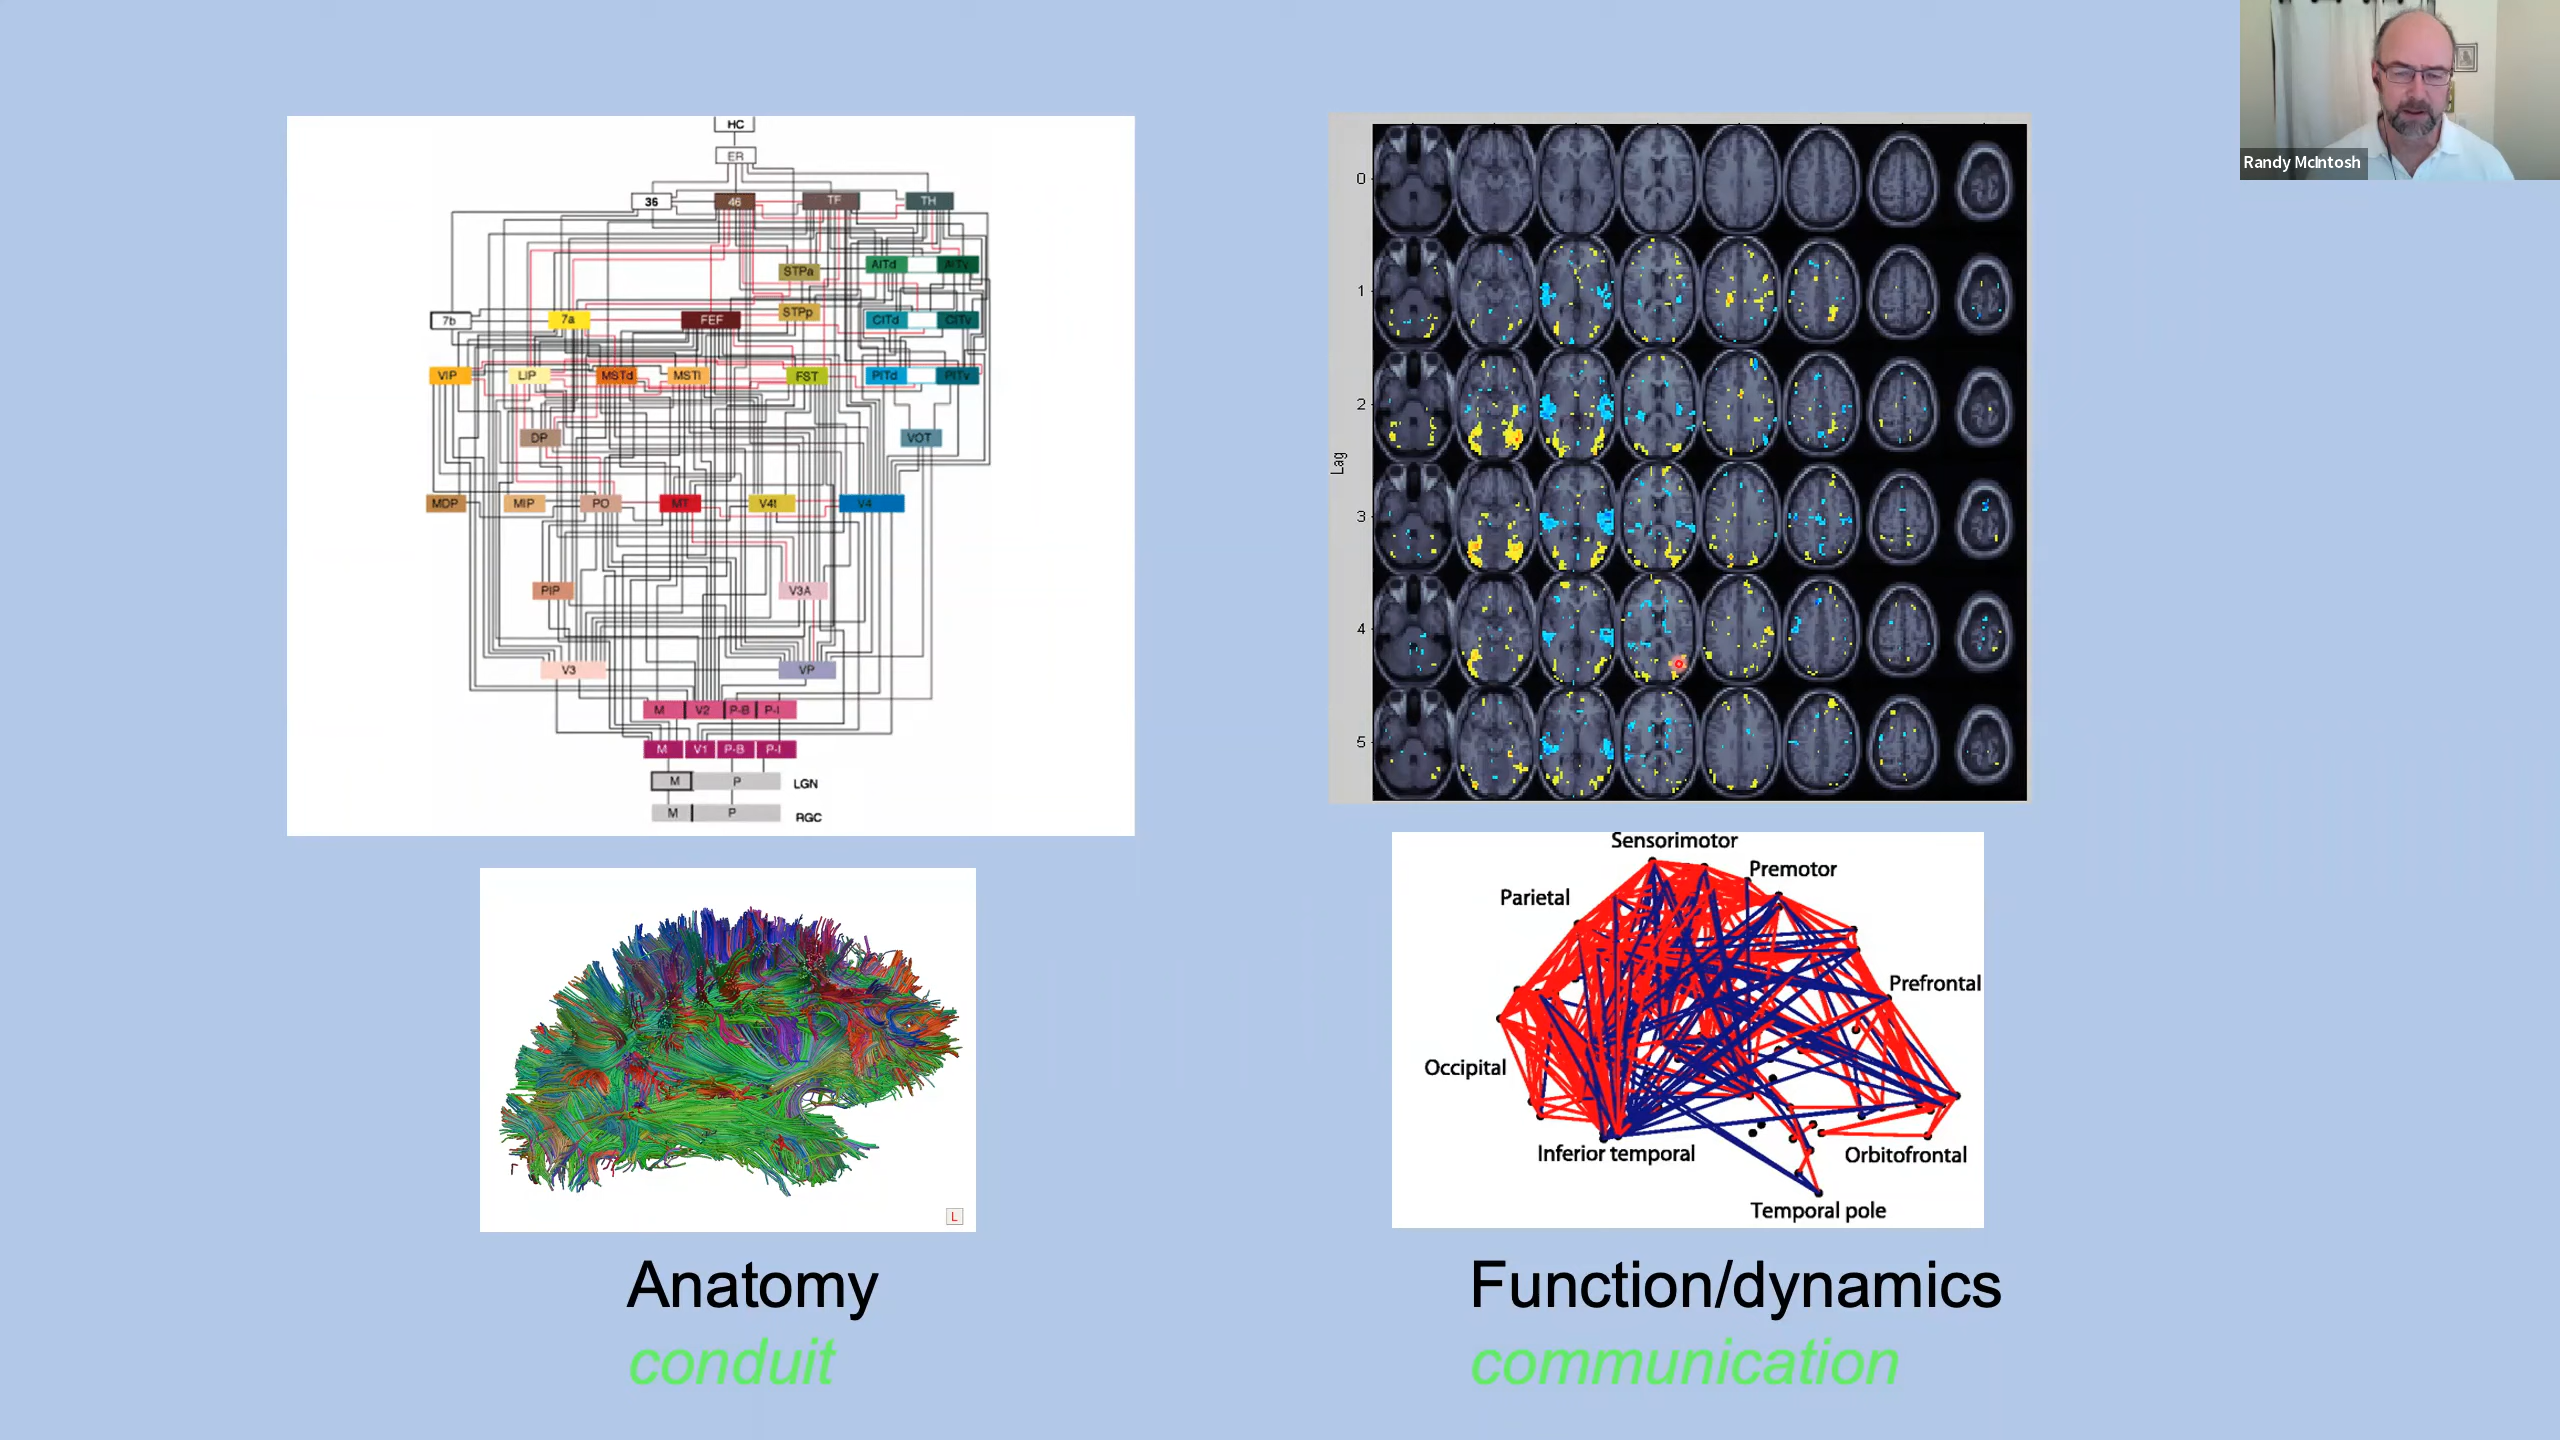 HC
ER
36 46 TF TH
STPa AITd AITv
STPp
7b 7a FEF CITd CITv
VIP LIP MSTd MSTl FST PITd PITv
DP VOT
MDP MIP PO MT V4t V4
PIP V3A
V3 VP
M V2 P-B P-I
M V1 P-B P-I
M P LGN
M P RGC
L
Anatomy
conduit
Lag
0
1
2
3
4
5
Sensorimotor
Premotor
Parietal
Prefrontal
Occipital
Inferior temporal
Orbitofrontal
Temporal pole
Function/dynamics
communication
Randy McIntosh